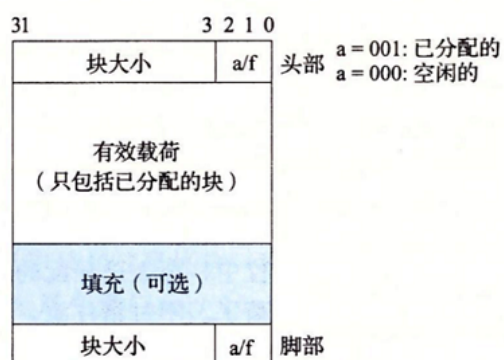 31 3 2 1 0
块大小 a/f 头部 a = 001: 已分配的
a = 000: 空闲的
有效载荷
（只包括已分配的块）
填充（可选）
块大小 a/f 脚部